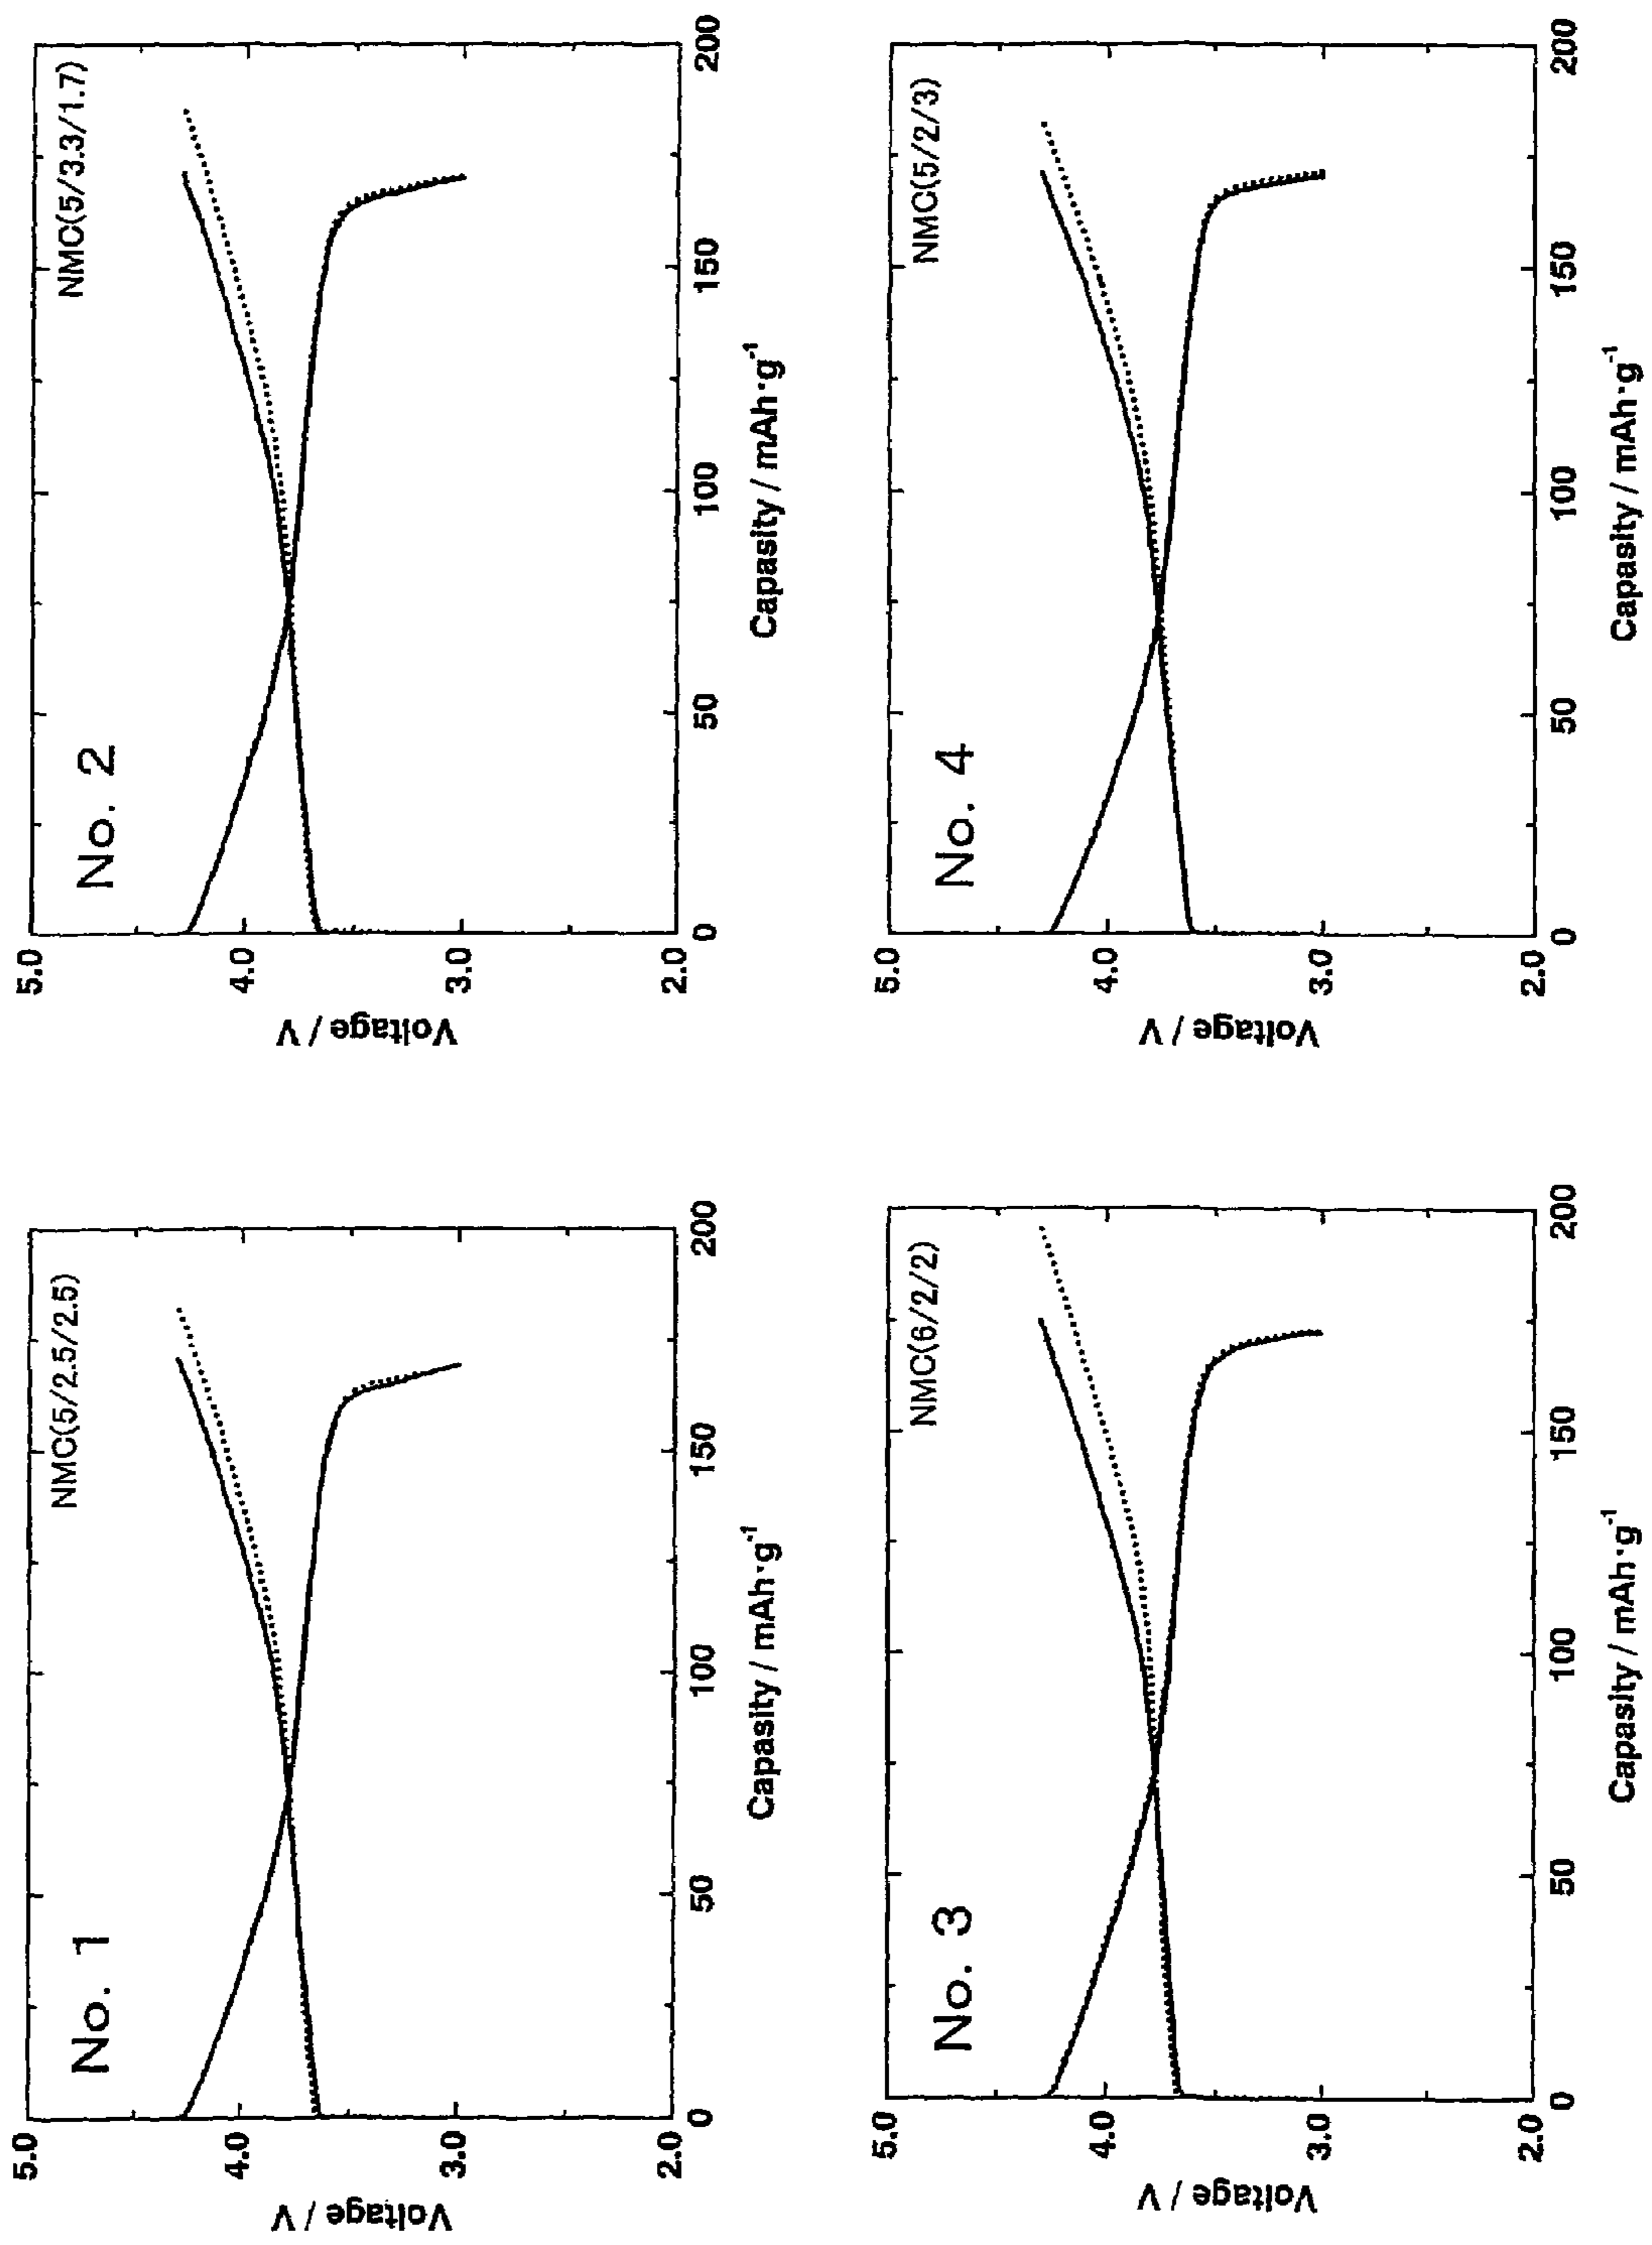 No. 1
NMC(5/2.5/2.5)
5.0
4.0
3.0
2.0
Voltage / V
0
50
100
150
200
Capasity / mAh·g⁻¹
No. 2
NMC(5/3.3/1.7)
5.0
4.0
3.0
2.0
Voltage / V
0
50
100
150
200
Capasity / mAh·g⁻¹
No. 3
NMC(6/2/2)
5.0
4.0
3.0
2.0
Voltage / V
0
50
100
150
200
Capasity / mAh·g⁻¹
No. 4
NMC(5/2/3)
5.0
4.0
3.0
2.0
Voltage / V
0
50
100
150
200
Capasity / mAh·g⁻¹